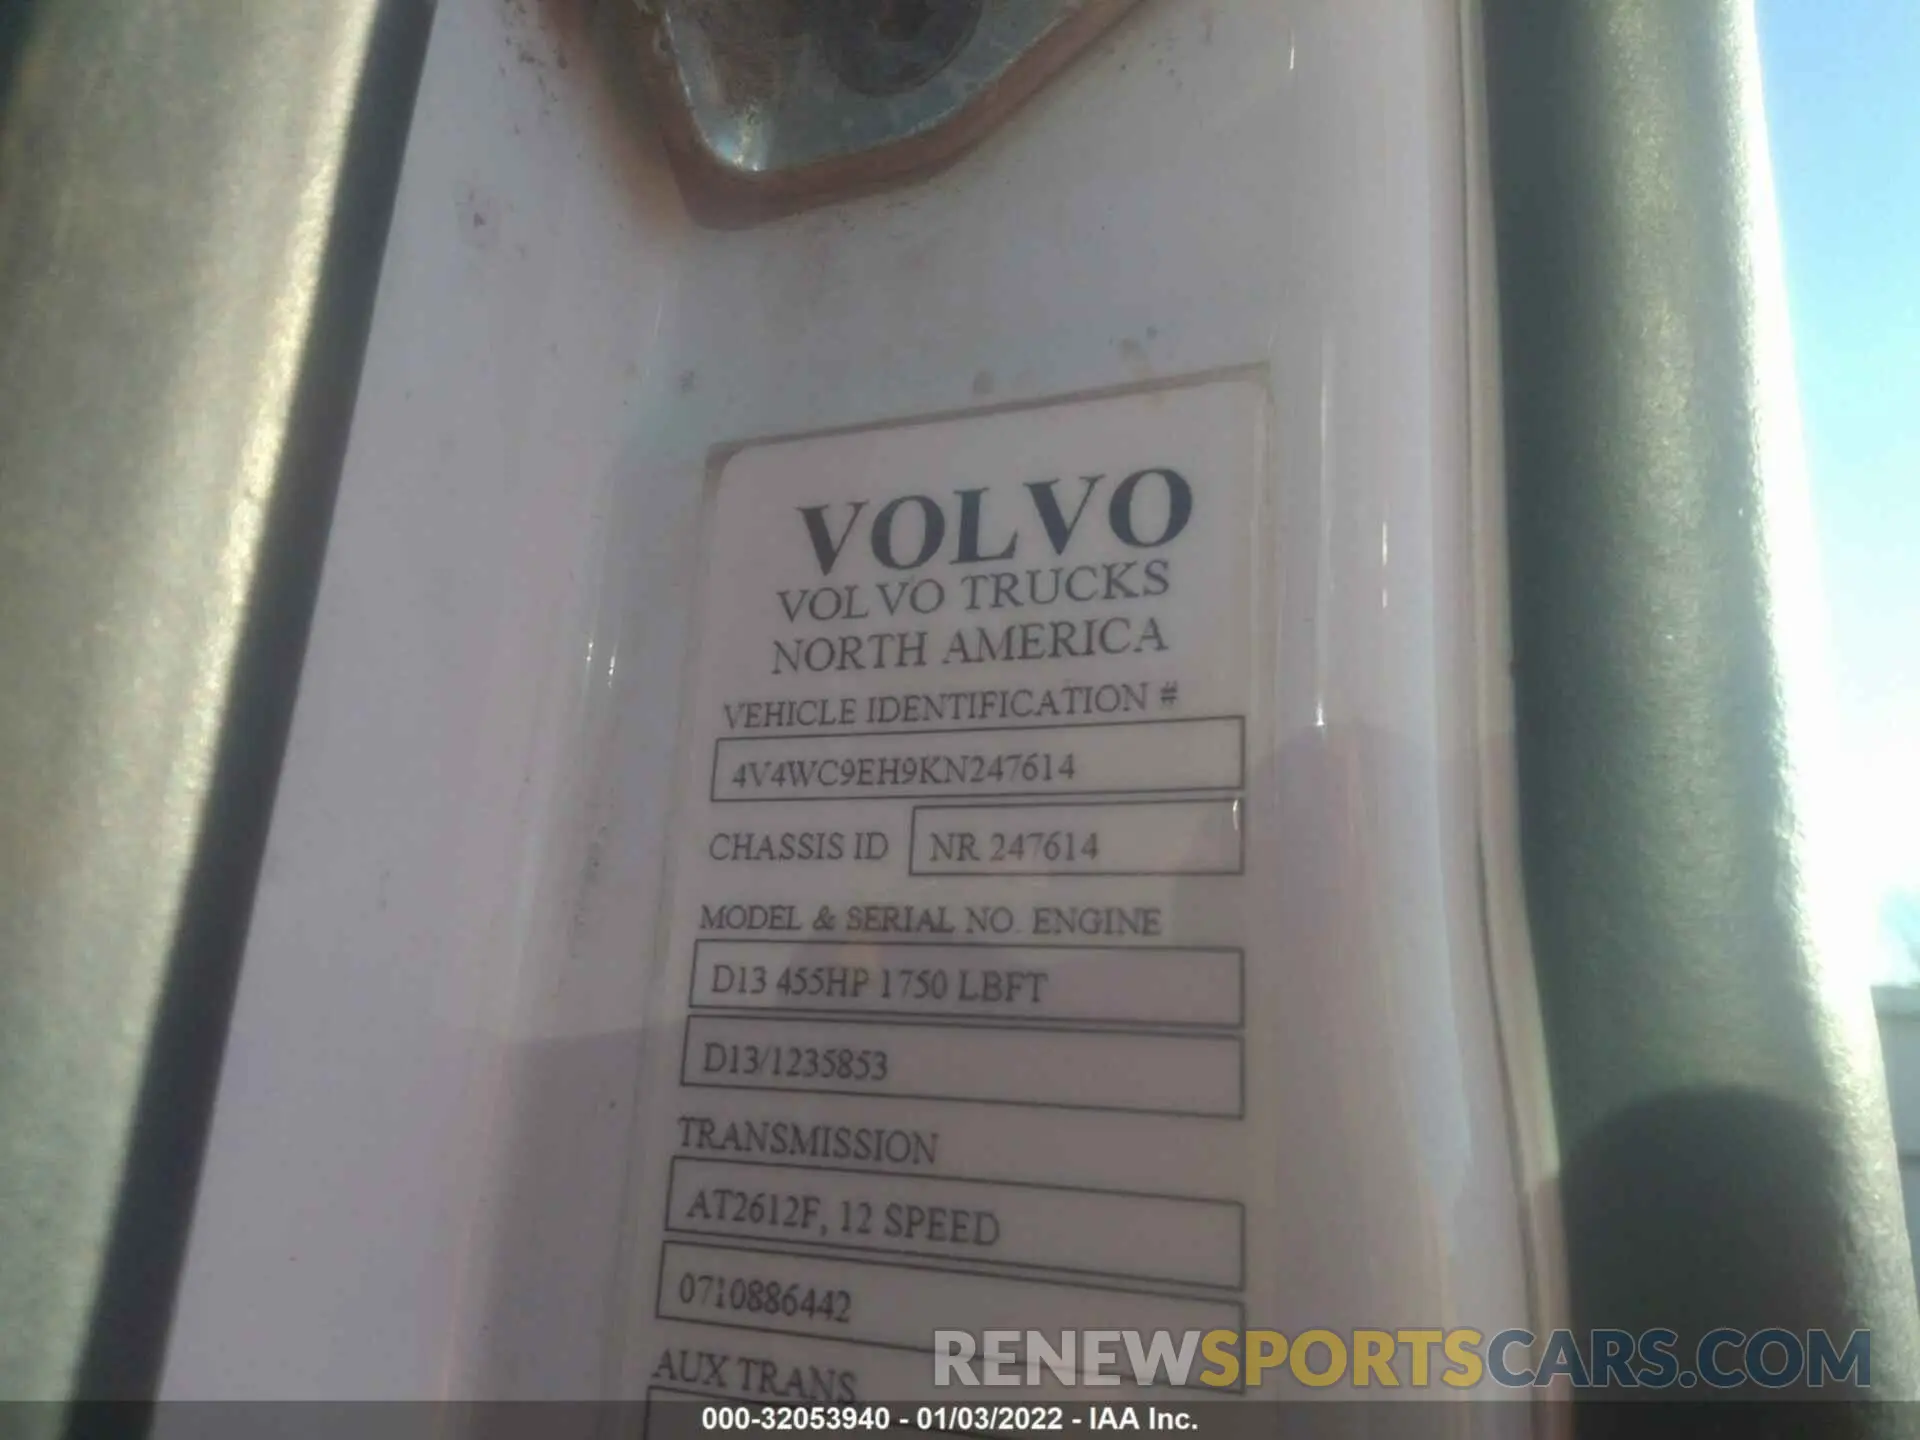 VOLVO
VOLVO TRUCKS
NORTH AMERICA
VEHICLE IDENTIFICATION #
4V4WC9EH9KN247614
CHASSIS ID NR 247614
MODEL & SERIAL NO. ENGINE
D13 455HP 1750 LBFT
D13/1235853
TRANSMISSION
AT2612F, 12 SPEED
0710886442
AUX TRANS
RENEWSPORTSCARS.COM
000-32053940 - 01/03/2022 - IAA Inc.